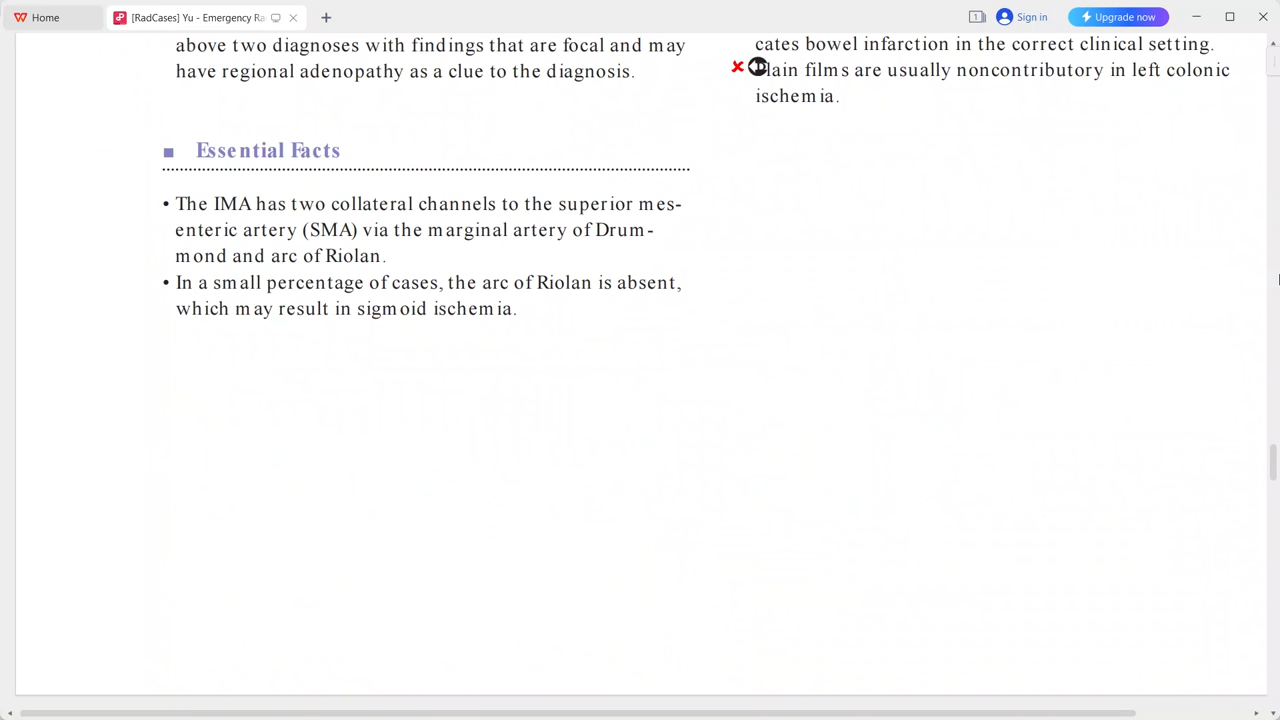 Home
[RadCases] Yu - Emergency Ra
Sign in
Upgrade now
above two diagnoses with findings that are focal and may
have regional adenopathy as a clue to the diagnosis.
Essential Facts
• The IMA has two collateral channels to the superior mes-
enteric artery (SMA) via the marginal artery of Drum-
mond and arc of Riolan.
• In a small percentage of cases, the arc of Riolan is absent,
which may result in sigmoid ischemia.
cates bowel infarction in the correct clinical setting.
Plain films are usually noncontributory in left colonic
ischemia.